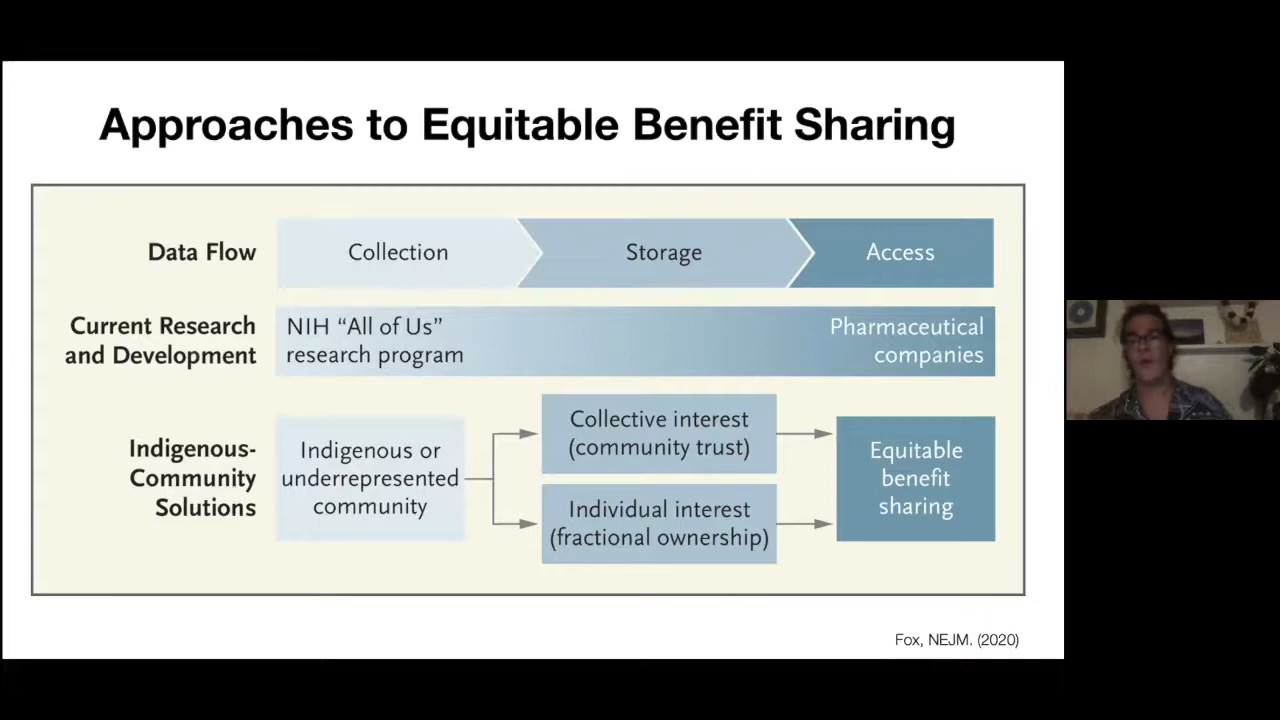 Approaches to Equitable Benefit Sharing
Data Flow
Collection
Storage
Access
Current Research
and Development
NIH “All of Us”
research program
Pharmaceutical
companies
Indigenous-
Community
Solutions
Indigenous or
underrepresented
community
Collective interest
(community trust)
Individual interest
(fractional ownership)
Equitable
benefit
sharing
Fox, NEJM. (2020)